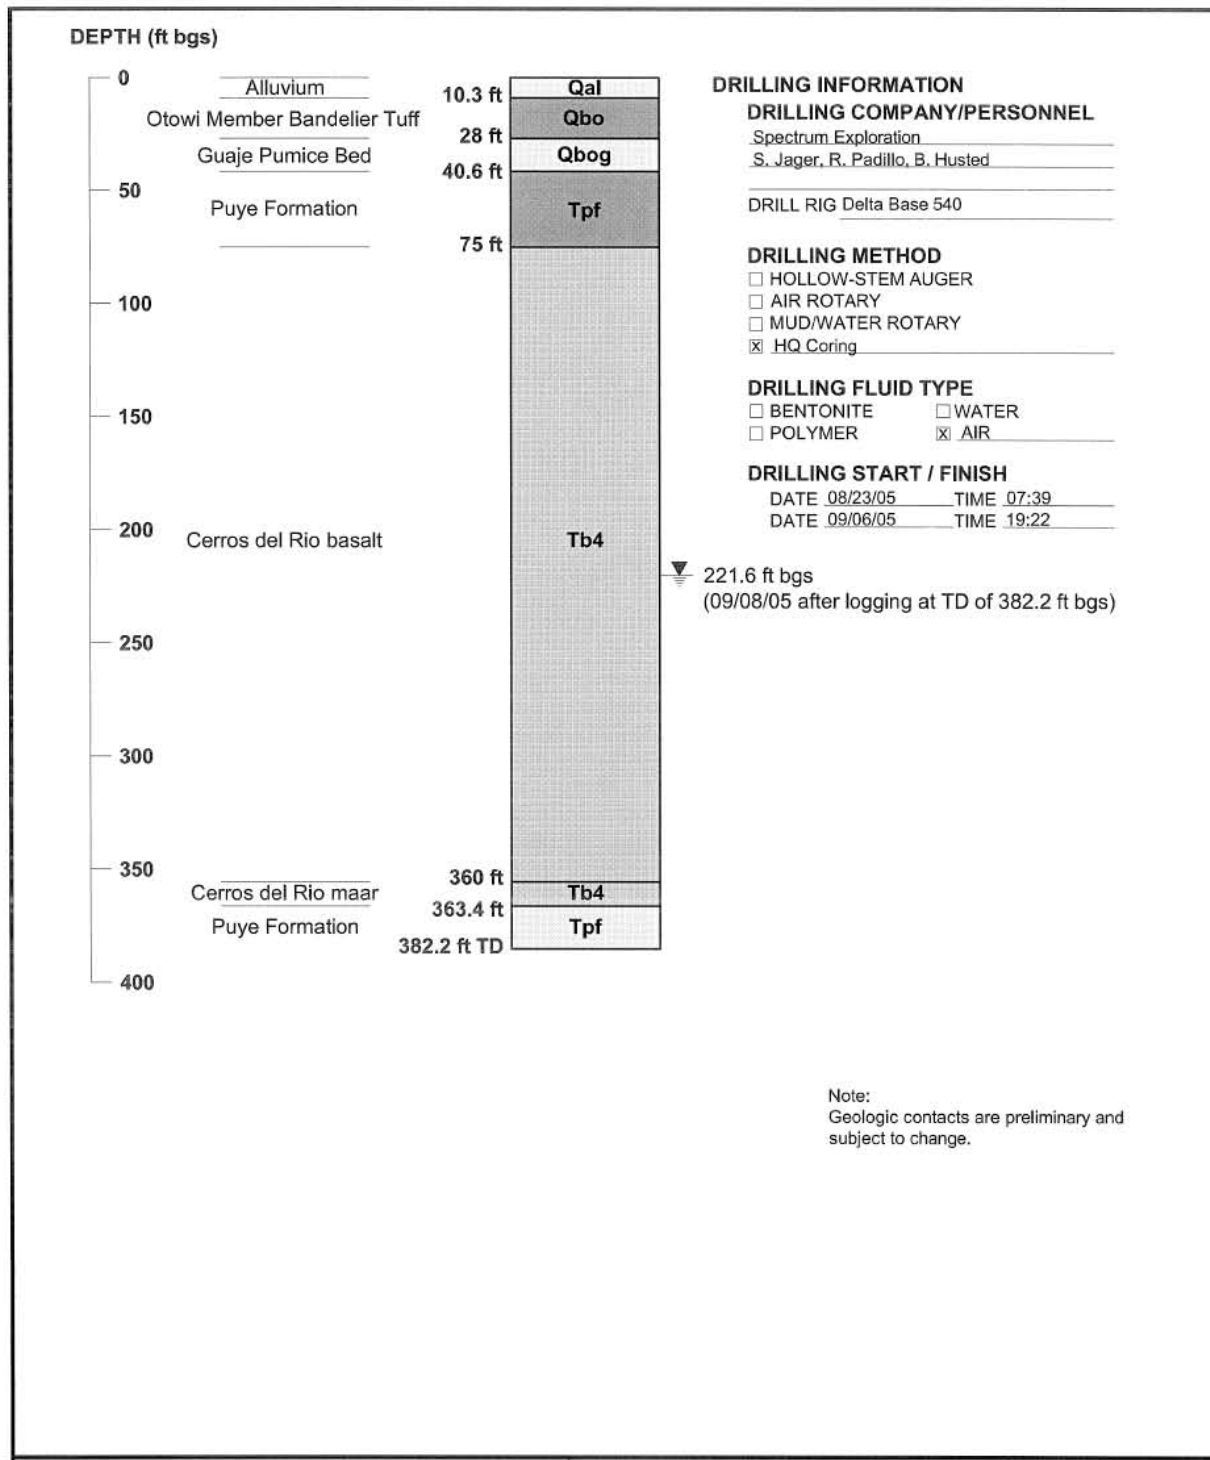 DEPTH (ft bgs)
0
50
100
150
200
250
300
350
400
Alluvium
Otowi Member Bandelier Tuff
Guaje Pumice Bed
Puye Formation
Cerros del Rio basalt
Cerros del Rio maar
Puye Formation
10.3 ft
28 ft
40.6 ft
75 ft
360 ft
363.4 ft
382.2 ft TD
Qal
Qbo
Qbog
Tpf
Tb4
Tb4
Tpf
221.6 ft bgs
(09/08/05 after logging at TD of 382.2 ft bgs)
DRILLING INFORMATION
DRILLING COMPANY/PERSONNEL
Spectrum Exploration
S. Jager, R. Padillo, B. Husted
DRILL RIG Delta Base 540
DRILLING METHOD
☐ HOLLOW-STEM AUGER
☐ AIR ROTARY
☐ MUD/WATER ROTARY
☒ HQ Coring
DRILLING FLUID TYPE
☐ BENTONITE ☐ WATER
☐ POLYMER ☒ AIR
DRILLING START / FINISH
DATE 08/23/05 TIME 07:39
DATE 09/06/05 TIME 19:22
Note:
Geologic contacts are preliminary and
subject to change.